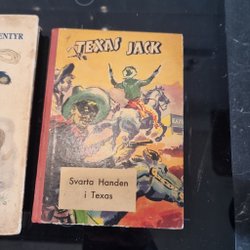 ENTYR
TEXAS JACK
Svarta Handen
i Texas